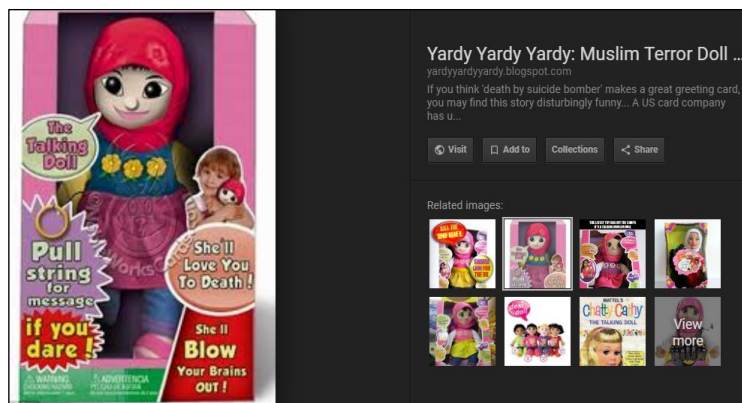 The
Talking
Doll
Pull
string
for
message
if you
dare !
She ll
Love You
To Death !
She ll
Blow
Your Brains
OUT !
WARNING
CHOKING HAZARD
ADVERTENCIA
Yardy Yardy Yardy: Muslim Terror Doll ...
yardyyardyyardy.blogspot.com
If you think 'death by suicide bomber' makes a great greeting card,
you may find this story disturbingly funny... A US card company
has u...
Visit
Add to
Collections
Share
Related images:
Chatty Cathy
THE TALKING DOLL
View
more